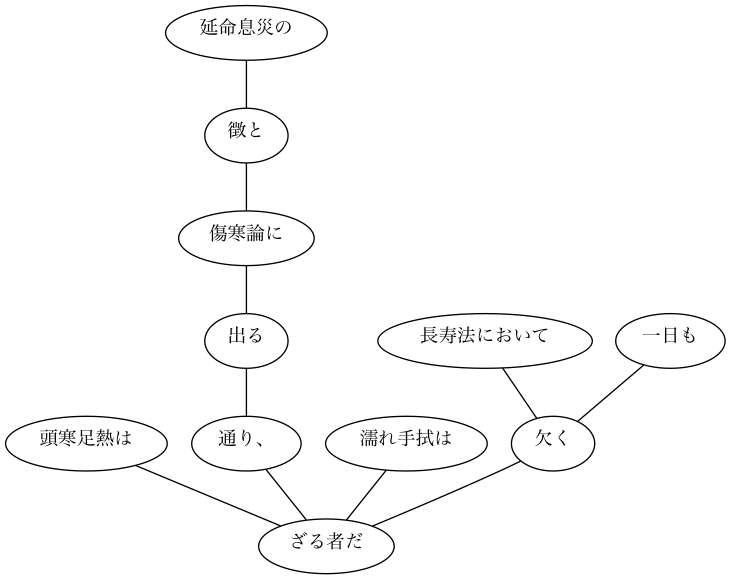 延命息災の
徴と
傷寒論に
出る
長寿法において
一日も
頭寒足熱は
通り、
濡れ手拭は
欠く
ざる者だ